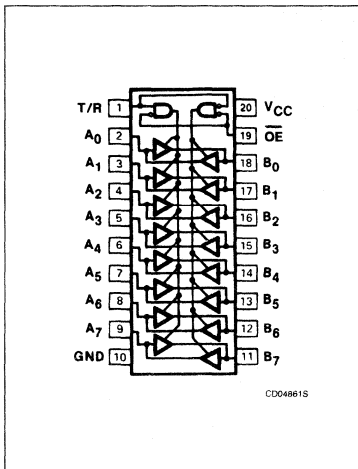 T/R 1 20 VCC
A0 2 19 OE
A1 3 18 B0
A2 4 17 B1
A3 5 16 B2
A4 6 15 B3
A5 7 14 B4
A6 8 13 B5
A7 9 12 B6
GND 10 11 B7
CD04861S